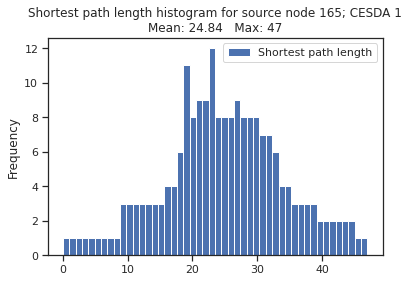 Shortest path length histogram for source node 165; CESDA 1
Mean: 24.84   Max: 47
Shortest path length
Frequency
12
10
8
6
4
2
0
0 10 20 30 40